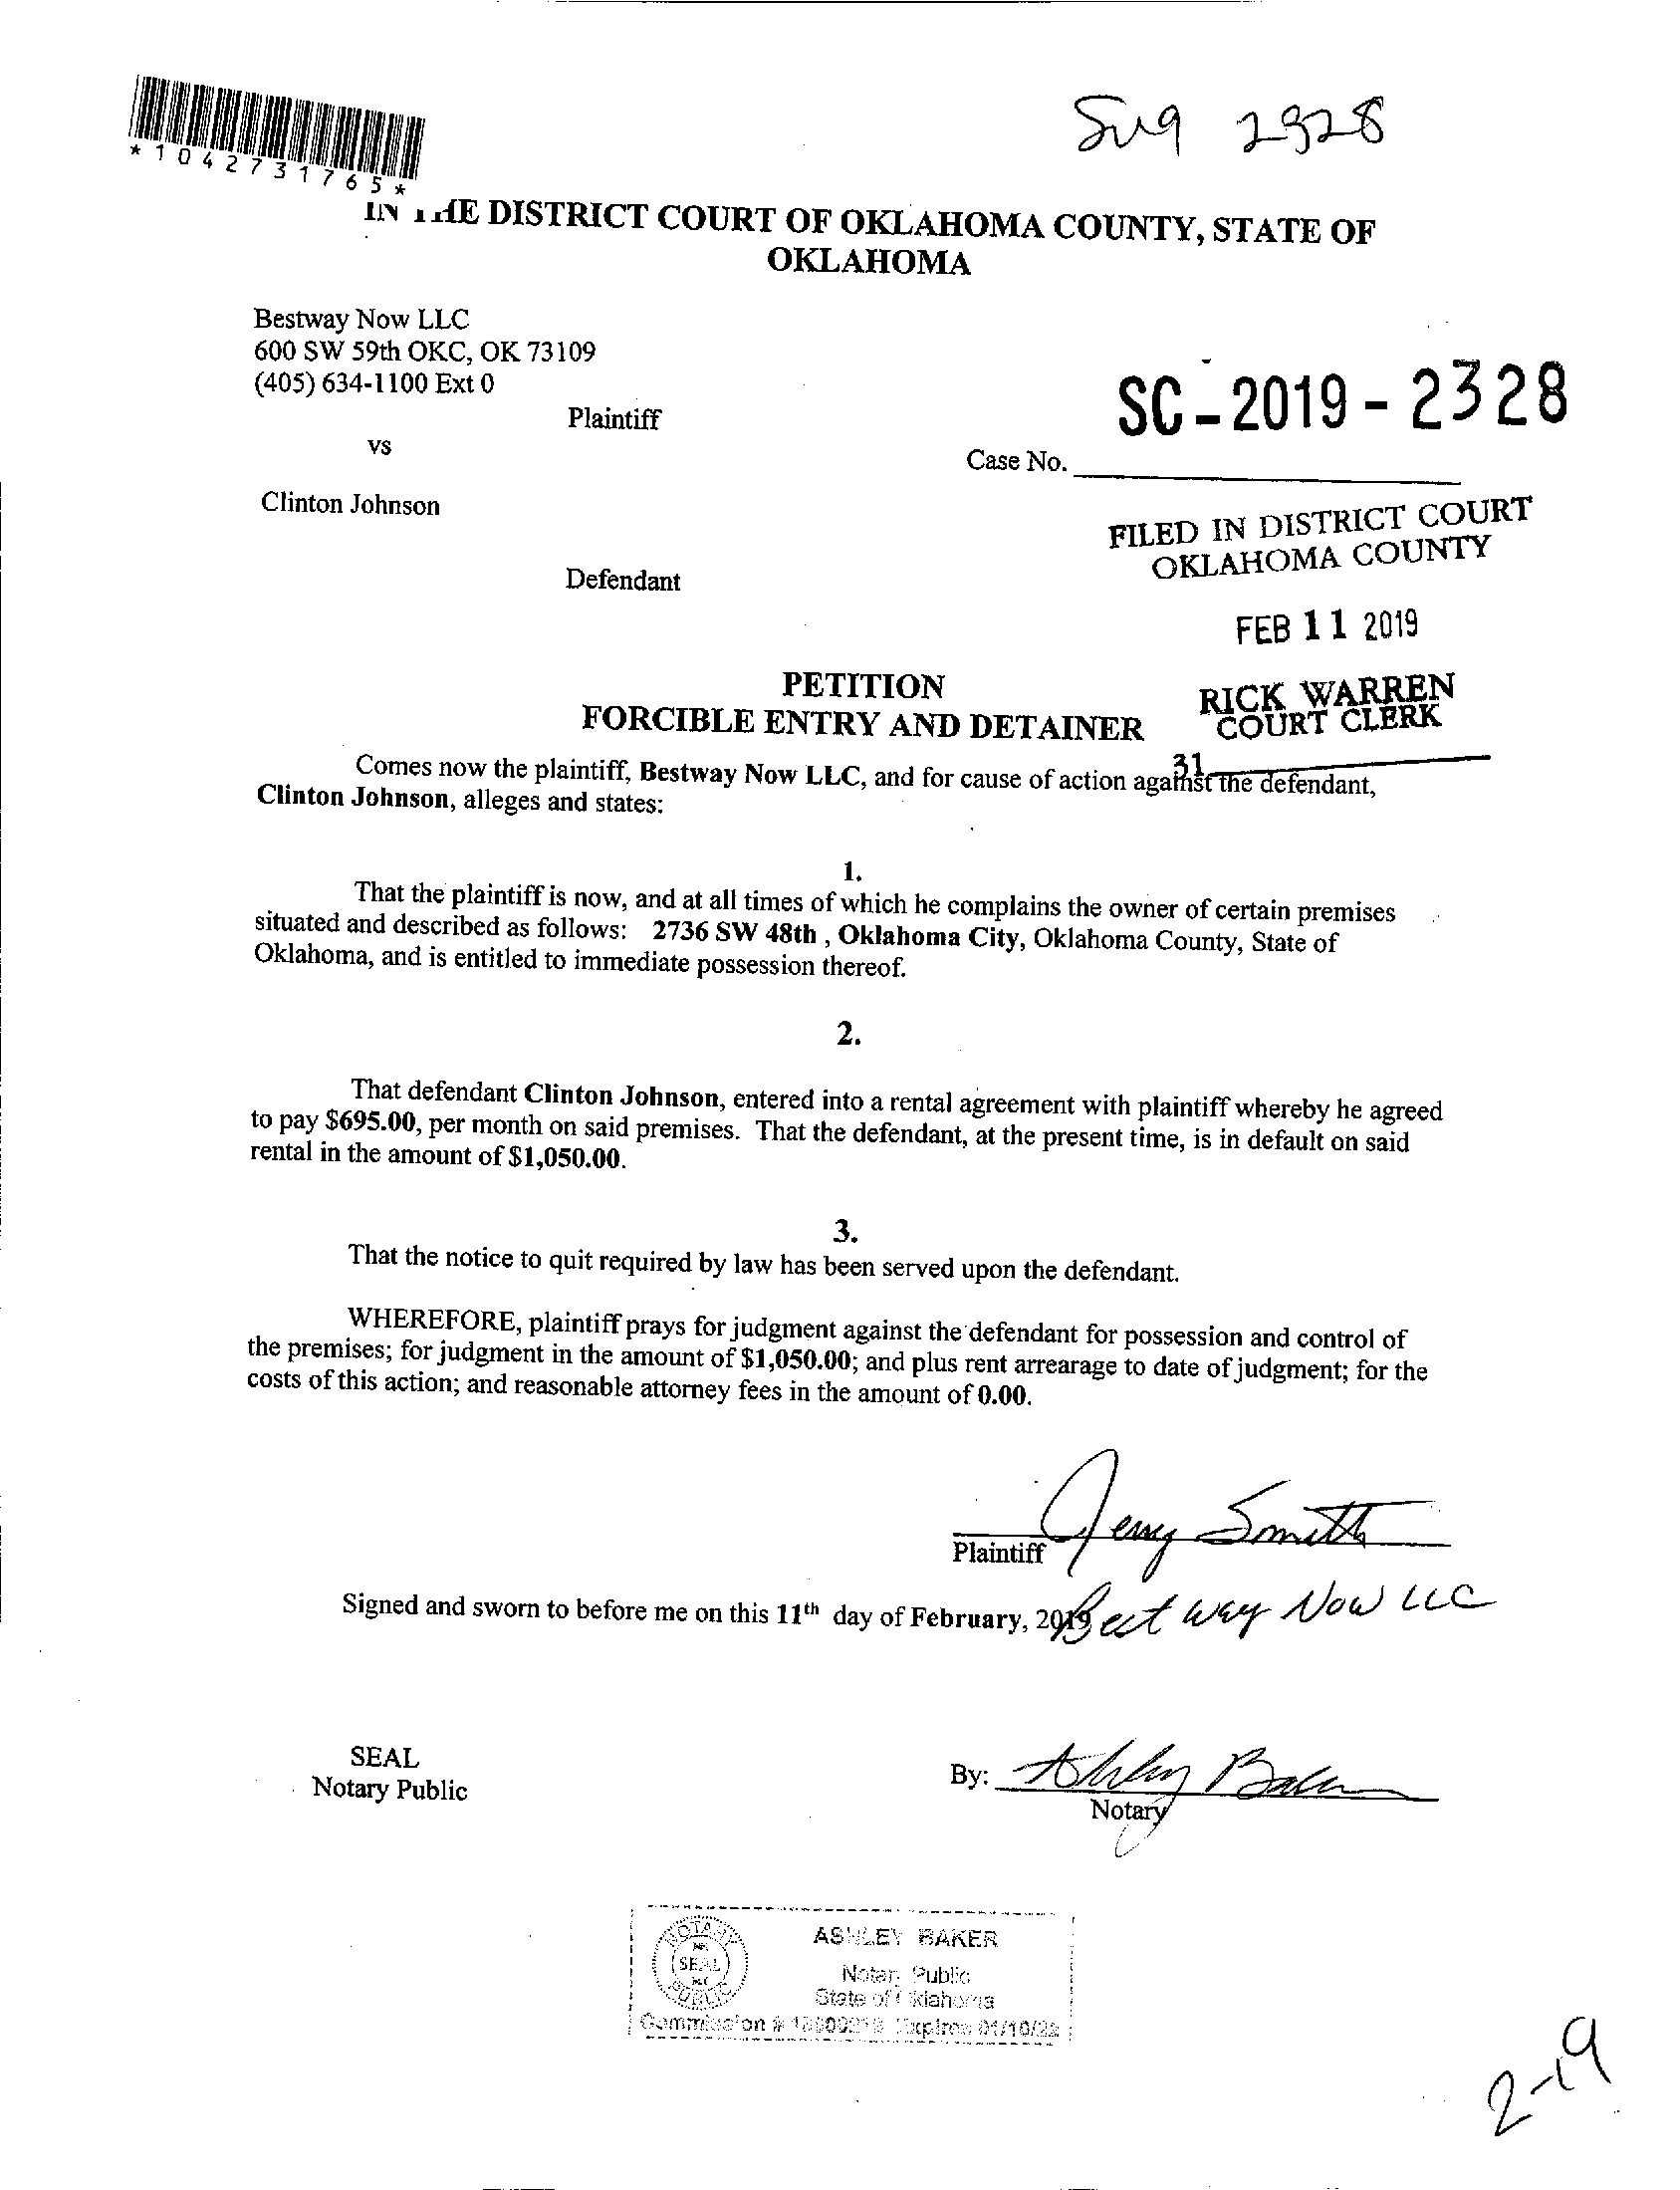 *1042731765*
IN THE DISTRICT COURT OF OKLAHOMA COUNTY, STATE OF
OKLAHOMA
Bestway Now LLC
600 SW 59th OKC, OK 73109
(405) 634-1100 Ext 0
Plaintiff
vs
SC-2019-2328
Case No.
Clinton Johnson
FILED IN DISTRICT COURT
OKLAHOMA COUNTY
Defendant
FEB 11 2019
PETITION
FORCIBLE ENTRY AND DETAINER
RICK WARREN
COURT CLERK
31
Comes now the plaintiff, Bestway Now LLC, and for cause of action against the defendant,
Clinton Johnson, alleges and states:
1.
That the plaintiff is now, and at all times of which he complains the owner of certain premises
situated and described as follows: 2736 SW 48th , Oklahoma City, Oklahoma County, State of
Oklahoma, and is entitled to immediate possession thereof.
2.
That defendant Clinton Johnson, entered into a rental agreement with plaintiff whereby he agreed
to pay $695.00, per month on said premises. That the defendant, at the present time, is in default on said
rental in the amount of $1,050.00.
3.
That the notice to quit required by law has been served upon the defendant.
WHEREFORE, plaintiff prays for judgment against the defendant for possession and control of
the premises; for judgment in the amount of $1,050.00; and plus rent arrearage to date of judgment; for the
costs of this action; and reasonable attorney fees in the amount of 0.00.
Jerry Smith
Plaintiff
Best way Now LLC
Signed and sworn to before me on this 11th day of February, 2019
SEAL
Notary Public
By: Ashley Baker
Notary
NOTARY
SEAL
PUBLIC
ASHLEY BAKER
Notary Public
State of Oklahoma
Commission # Expires 01/10/22
2-19